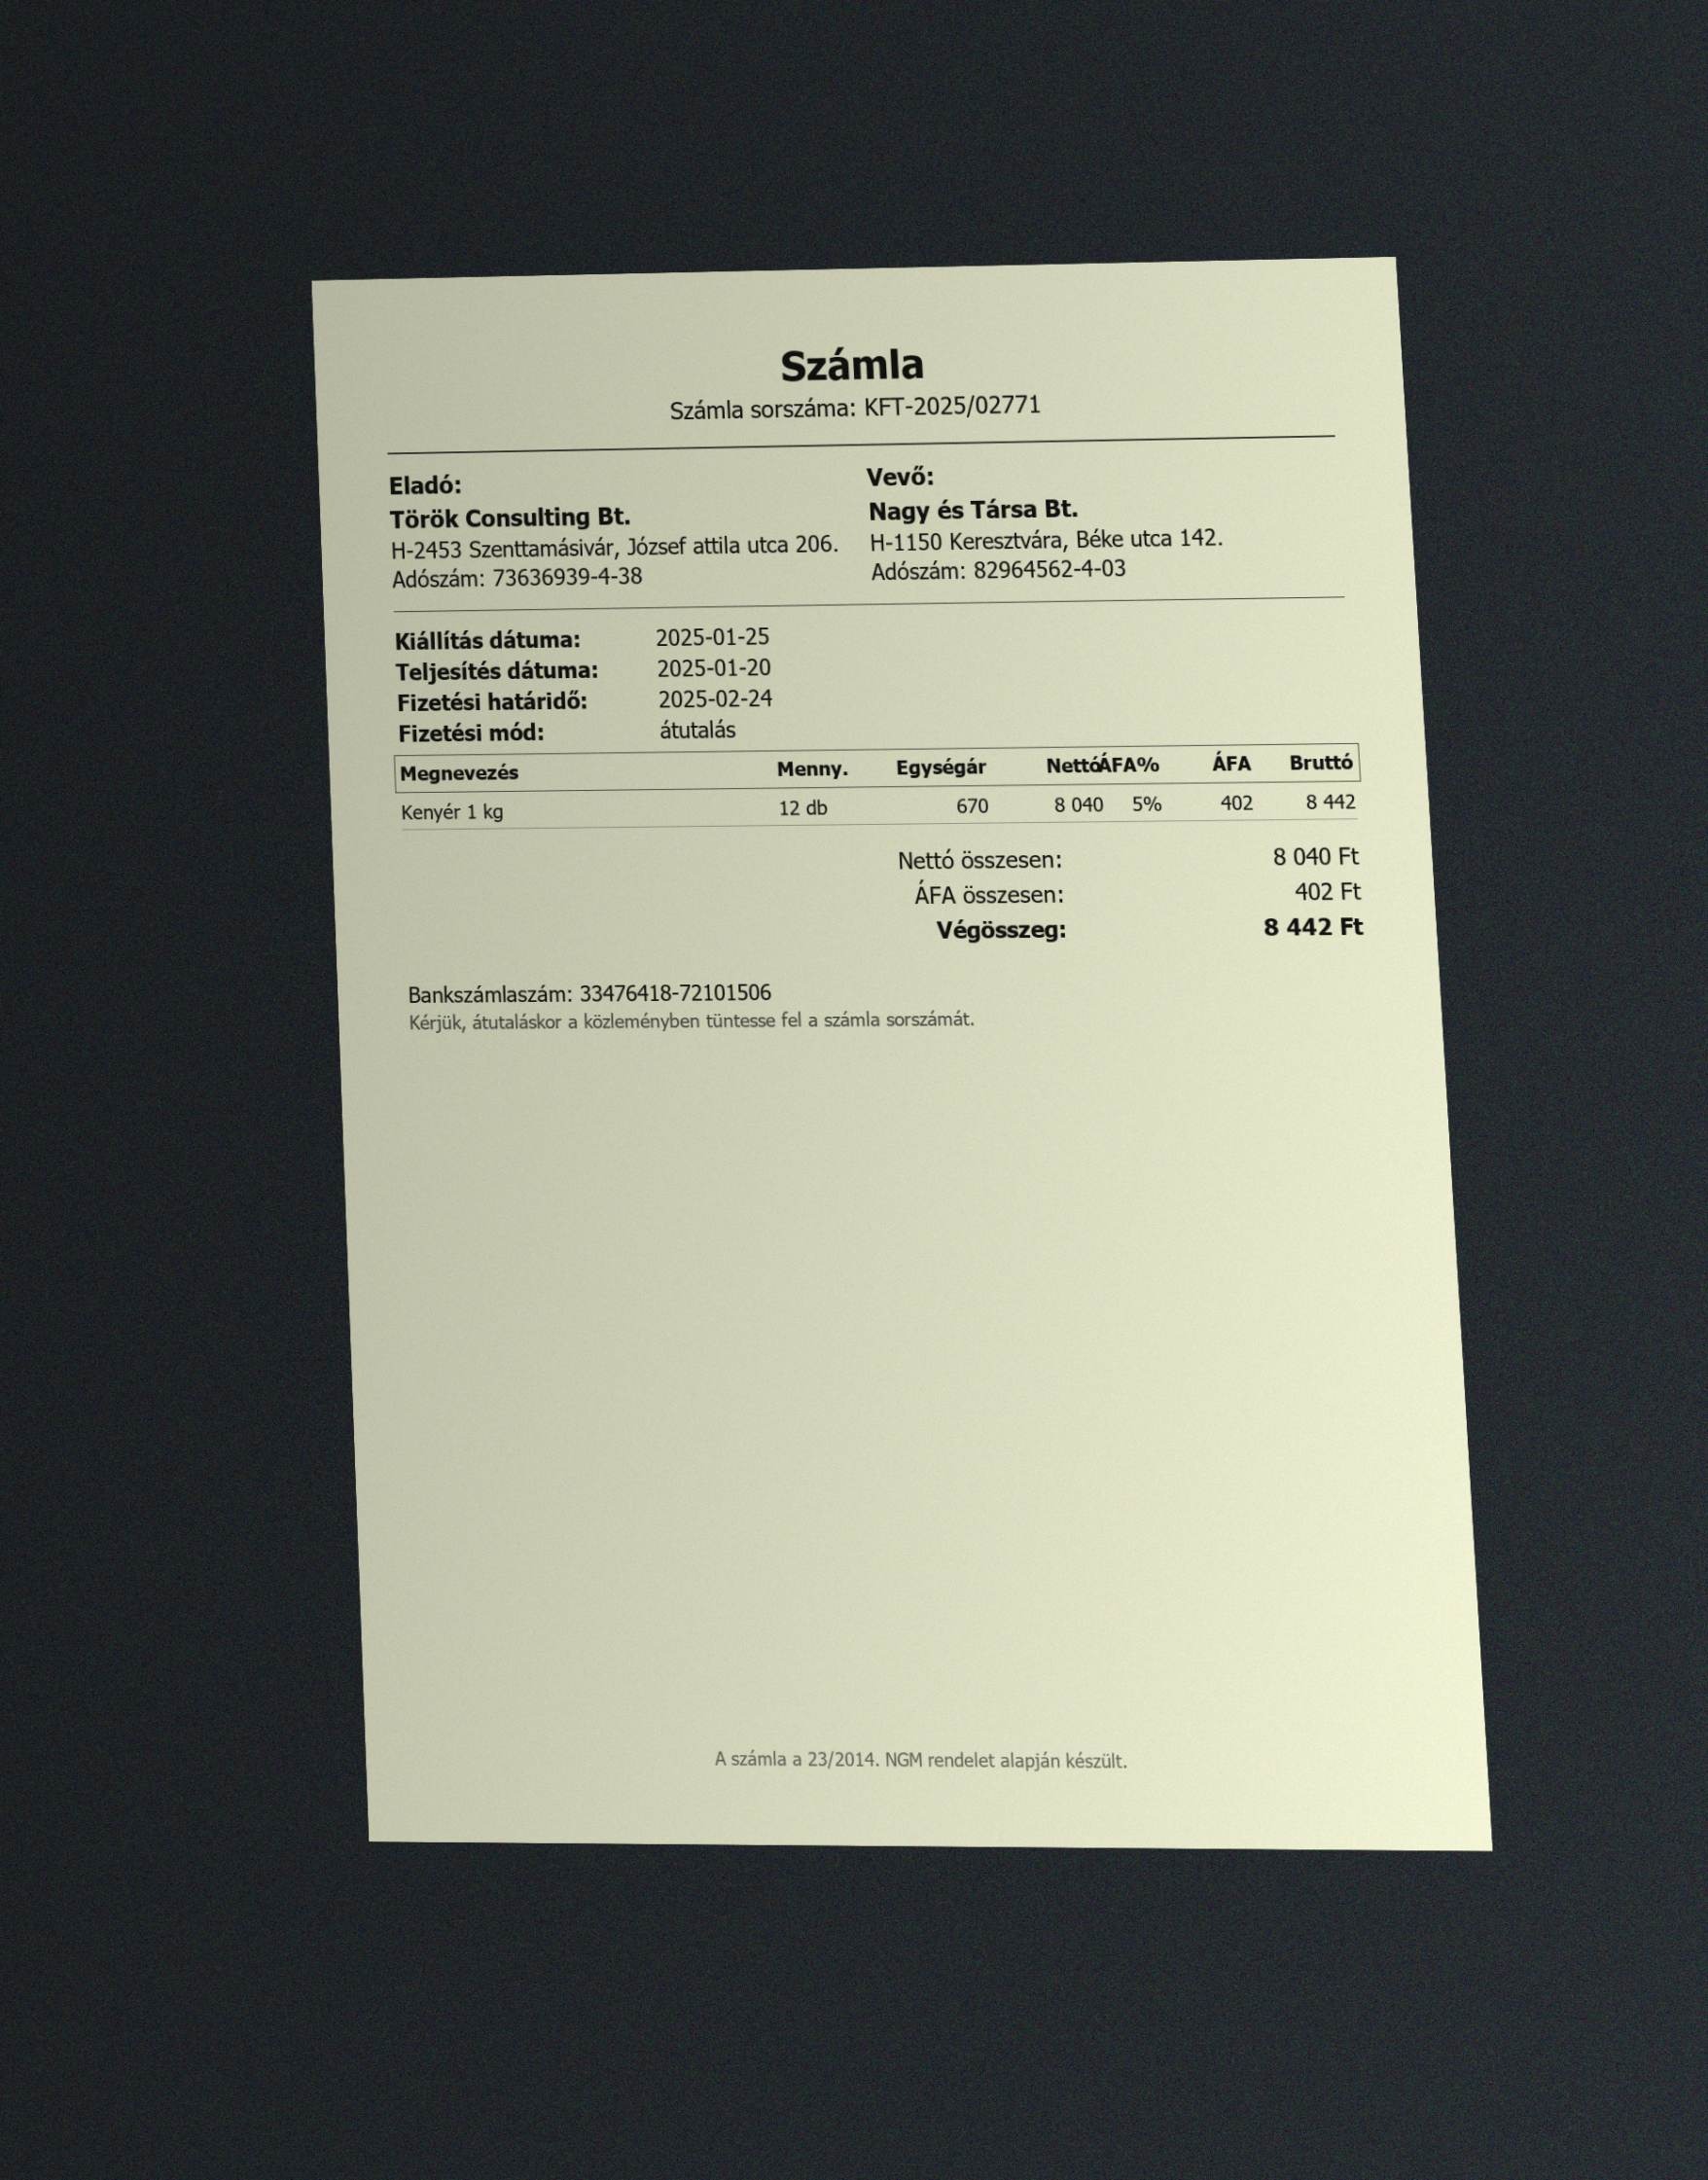 Számla
Számla sorszáma: KFT-2025/02771
Eladó:
Török Consulting Bt.
H-2453 Szenttamásivár, József attila utca 206.
Adószám: 73636939-4-38
Vevő:
Nagy és Társa Bt.
H-1150 Keresztvára, Béke utca 142.
Adószám: 82964562-4-03
Kiállítás dátuma: 2025-01-25
Teljesítés dátuma: 2025-01-20
Fizetési határidő: 2025-02-24
Fizetési mód: átutalás
Megnevezés Menny. Egységár Nettó ÁFA% ÁFA Bruttó
Kenyér 1 kg 12 db 670 8 040 5% 402 8 442
Nettó összesen: 8 040 Ft
ÁFA összesen: 402 Ft
Végösszeg: 8 442 Ft
Bankszámlaszám: 33476418-72101506
Kérjük, átutaláskor a közleményben tüntesse fel a számla sorszámát.
A számla a 23/2014. NGM rendelet alapján készült.